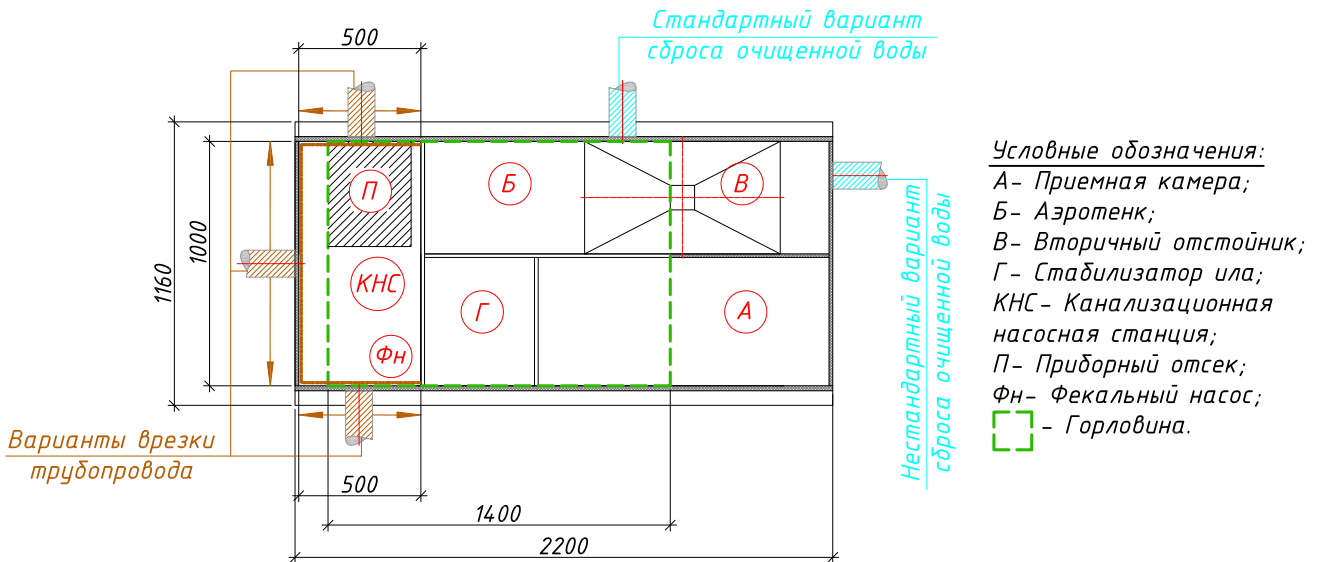 Стандартный вариант
сброса очищенной воды
500
1160
1000
П
Б
В
КНС
Г
А
Фн
Варианты врезки
трубопровода
500
1400
2200
Нестандартный вариант
сброса очищенной воды
Условные обозначения:
А- Приемная камера;
Б- Аэротенк;
В- Вторичный отстойник;
Г- Стабилизатор ила;
КНС- Канализационная
насосная станция;
П- Приборный отсек;
Фн- Фекальный насос;
- Горловина.